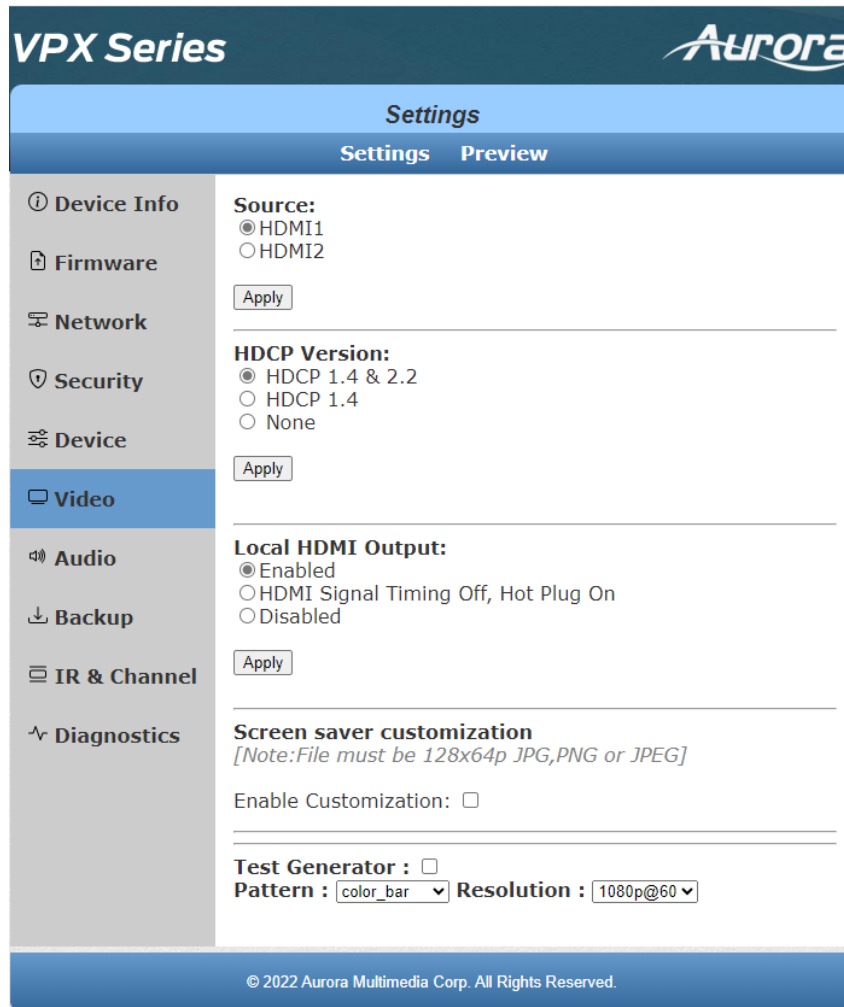 VPX Series
Aurora
Settings
Settings Preview
Device Info
Firmware
Network
Security
Device
Video
Audio
Backup
IR & Channel
Diagnostics
Source:
HDMI1
HDMI2
Apply
HDCP Version:
HDCP 1.4 & 2.2
HDCP 1.4
None
Apply
Local HDMI Output:
Enabled
HDMI Signal Timing Off, Hot Plug On
Disabled
Apply
Screen saver customization
[Note:File must be 128x64p JPG,PNG or JPEG]
Enable Customization:
Test Generator :
Pattern : color_bar Resolution : 1080p@60
© 2022 Aurora Multimedia Corp. All Rights Reserved.